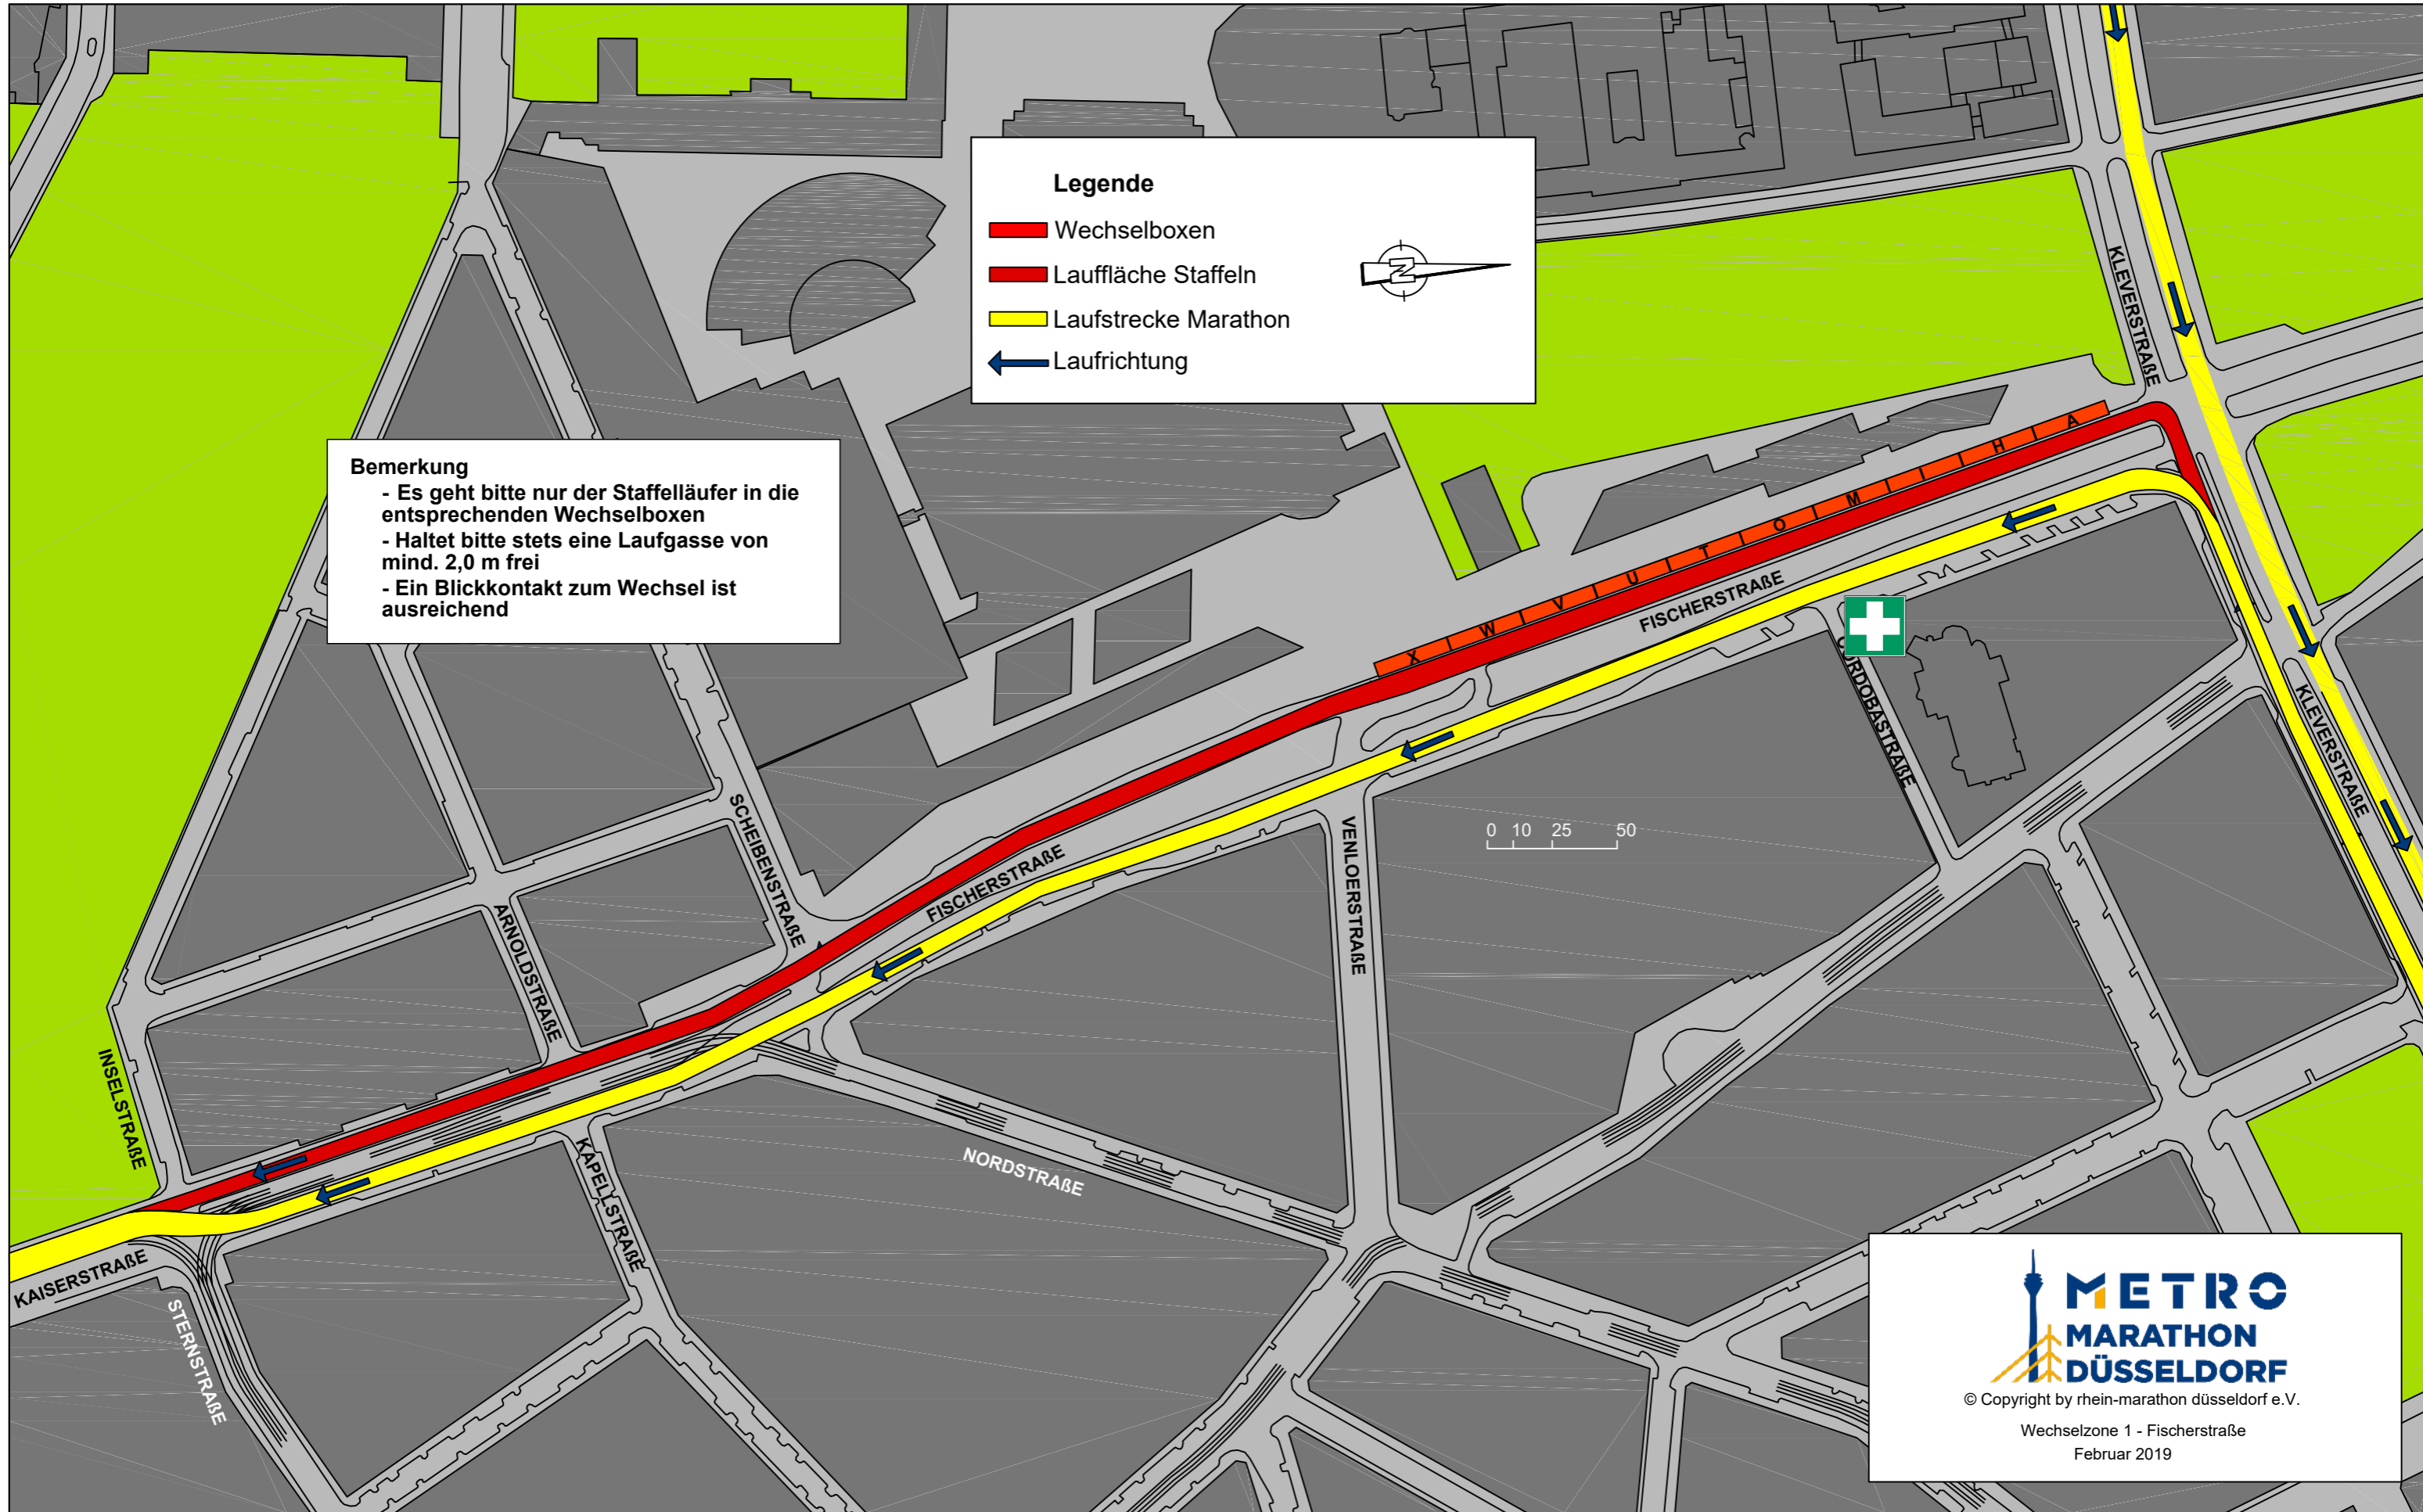 Legende
Wechselboxen
Lauffläche Staffeln
Laufstrecke Marathon
Laufrichtung
N
Bemerkung
- Es geht bitte nur der Staffelläufer in die
entsprechenden Wechselboxen
- Haltet bitte stets eine Laufgasse von
mind. 2,0 m frei
- Ein Blickkontakt zum Wechsel ist
ausreichend
KLEVERSTRAßE
X W V U T O M H A
FISCHERSTRAßE
CORDOBASTRAßE
KLEVERSTRAßE
0 10 25 50
SCHEIBENSTRAßE
FISCHERSTRAßE
VENLOERSTRAßE
ARNOLDSTRAßE
INSELSTRAßE
KAPELLSTRAßE
NORDSTRAßE
KAISERSTRAßE
STERNSTRAßE
METRO
MARATHON
DÜSSELDORF
© Copyright by rhein-marathon düsseldorf e.V.
Wechselzone 1 - Fischerstraße
Februar 2019